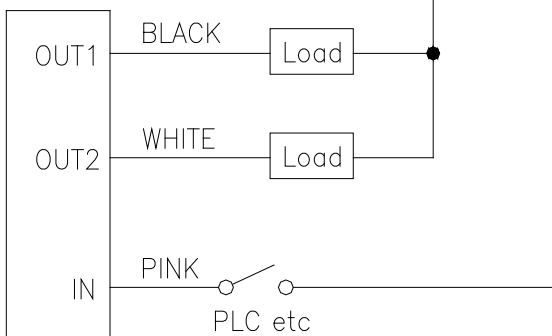 BLACK
OUT1
Load
WHITE
OUT2
Load
PINK
IN
PLC etc